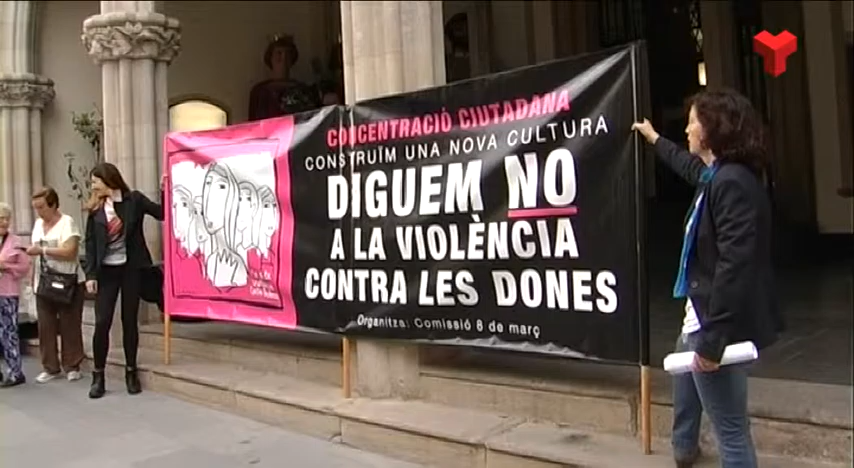 CONCENTRACIÓ CIUTADANA
CONSTRUÏM UNA NOVA CULTURA
DIGUEM NO
A LA VIOLÈNCIA
CONTRA LES DONES
Organitza: Comissió 8 de març